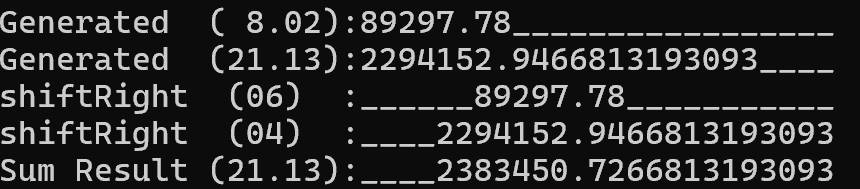 Generated  ( 8.02):89297.78_________________
Generated  (21.13):2294152.9466813193093____
shiftRight  (06)  :______89297.78___________
shiftRight  (04)  :____2294152.9466813193093
Sum Result (21.13):____2383450.7266813193093